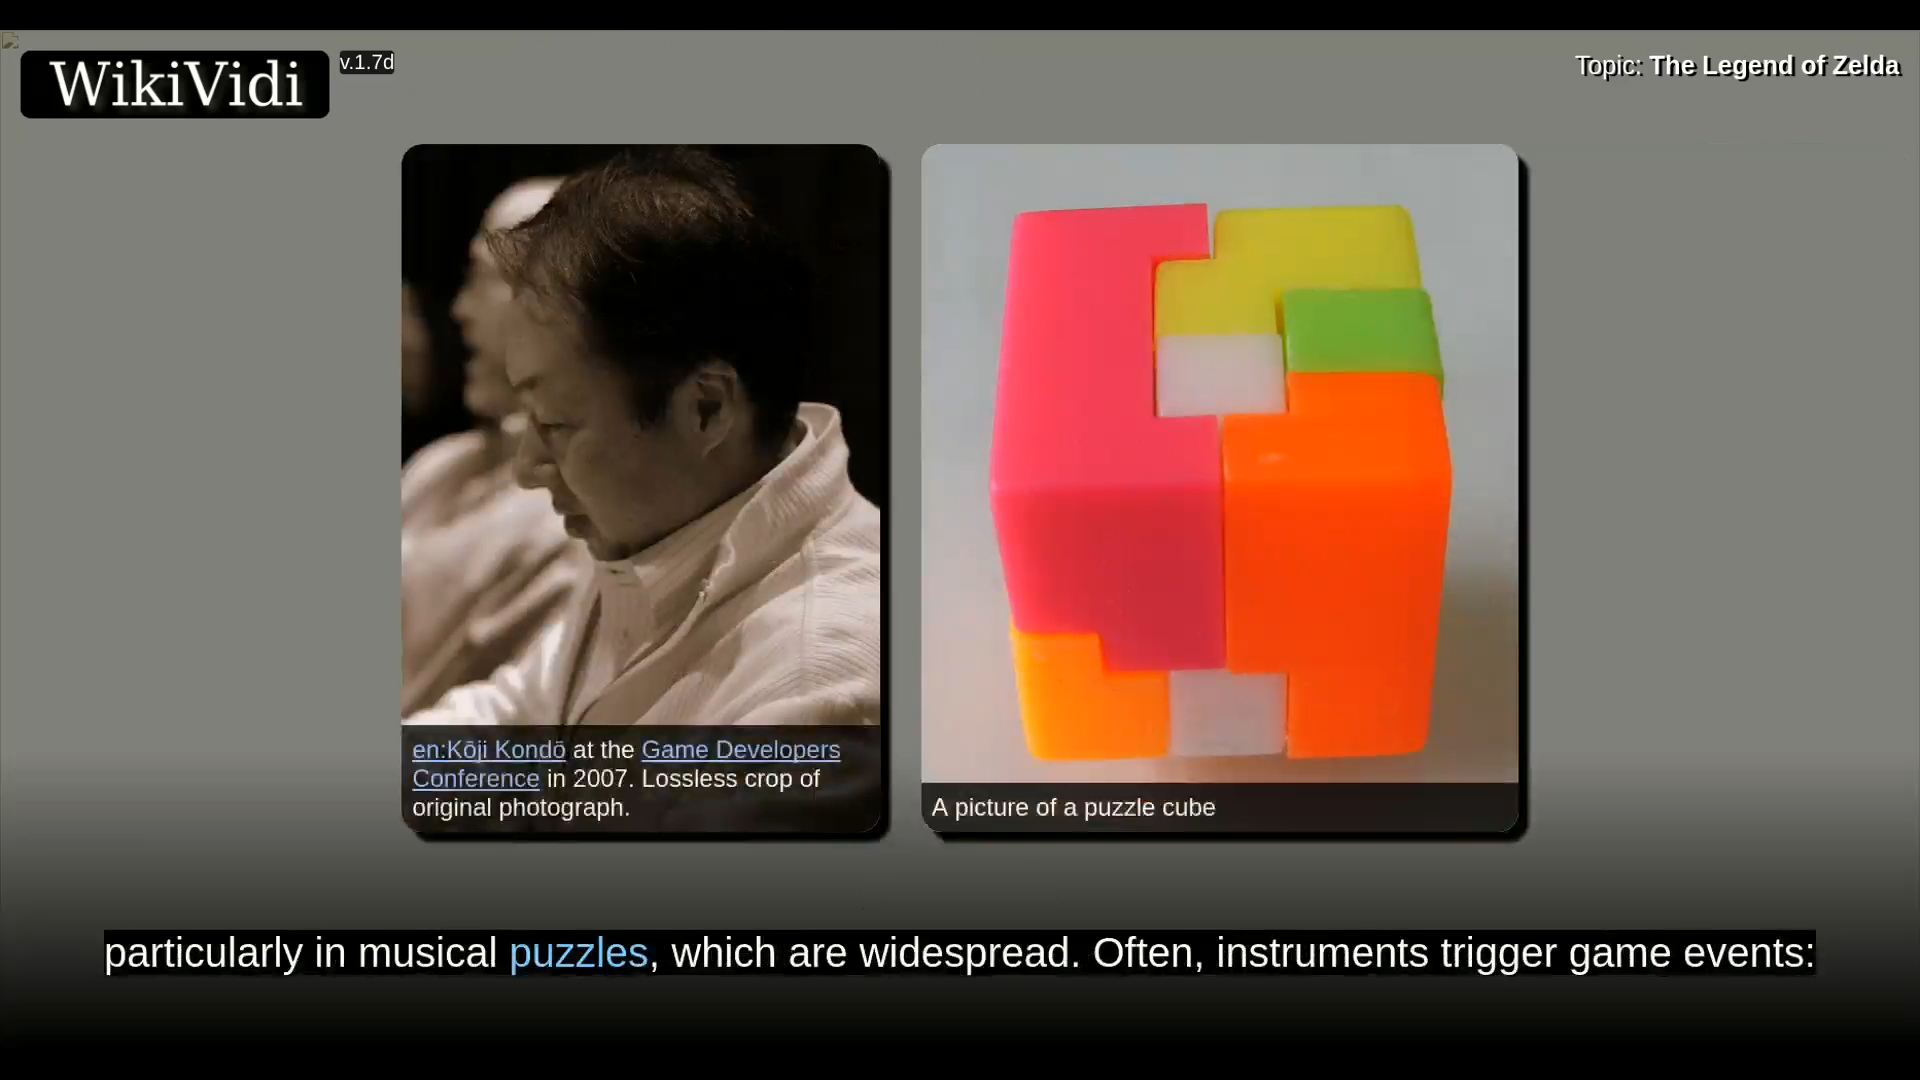 WikiVidi
v.1.7d
Topic: The Legend of Zelda
en:Kōji Kondō at the Game Developers
Conference in 2007. Lossless crop of
original photograph.
A picture of a puzzle cube
particularly in musical puzzles, which are widespread. Often, instruments trigger game events: